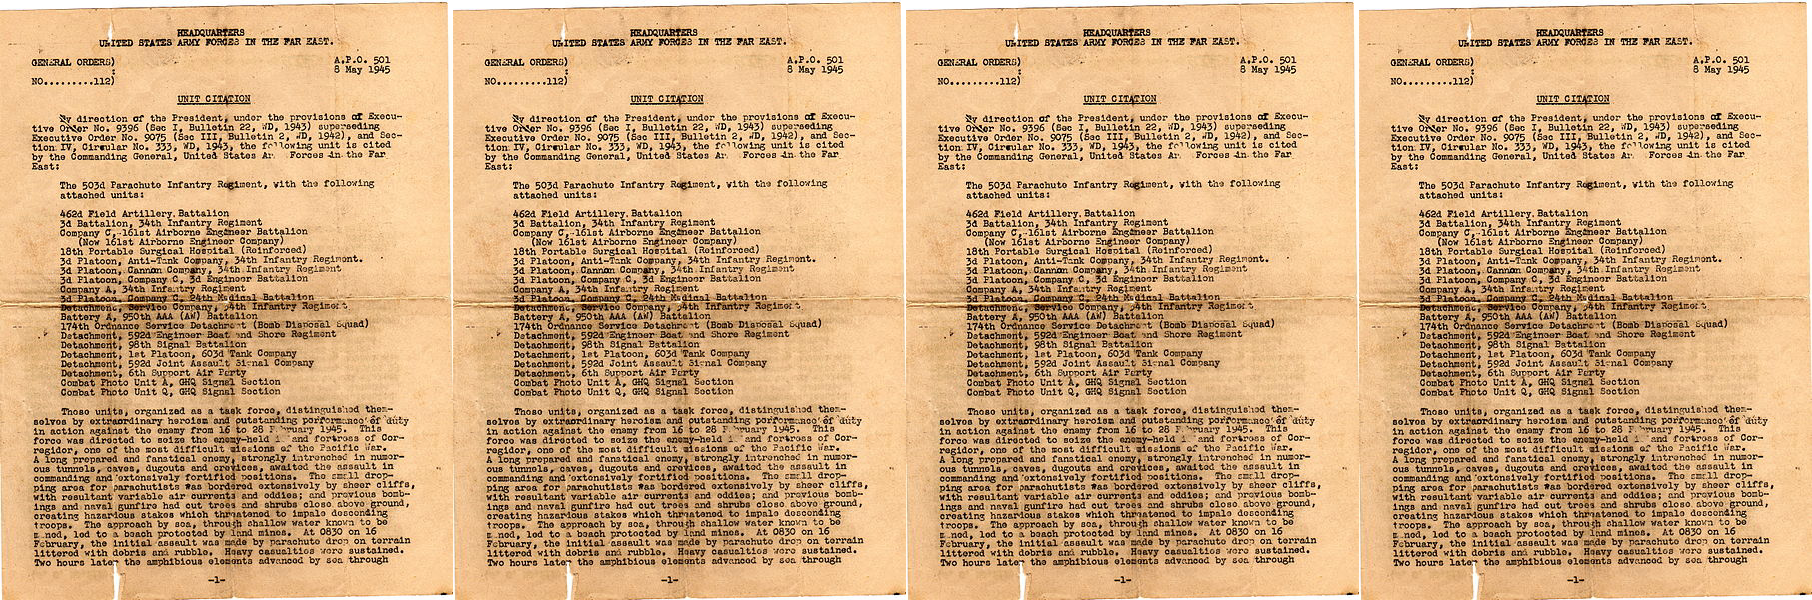 HEADQUARTERS
UNITED STATES ARMY FORCES IN THE FAR EAST.
GENERAL ORDERS) A.P.O. 501
: 8 May 1945
NO.........112)
UNIT CITATION
By direction of the President, under the provisions of Execu-
tive Order No. 9396 (Sec I, Bulletin 22, WD, 1943) superseding
Executive Order No. 9075 (Sec III, Bulletin 2, WD, 1942), and Sec-
tion IV, Circular No. 333, WD, 1943, the following unit is cited
by the Commanding General, United States Army Forces in the Far
East:
The 503d Parachute Infantry Regiment, with the following
attached units:
462d Field Artillery Battalion
3d Battalion, 34th Infantry Regiment
Company C, 161st Airborne Engineer Battalion
(Now 161st Airborne Engineer Company)
18th Portable Surgical Hospital (Reinforced)
3d Platoon, Anti-Tank Company, 34th Infantry Regiment.
3d Platoon, Cannon Company, 34th Infantry Regiment
3d Platoon, Company C, 3d Engineer Battalion
Company A, 34th Infantry Regiment
3d Platoon, Company C, 24th Medical Battalion
Detachment, Service Company, 34th Infantry Regiment
Battery A, 950th AAA (AW) Battalion
174th Ordnance Service Detachment (Bomb Disposal Squad)
Detachment, 592d Engineer Boat and Shore Regiment
Detachment, 98th Signal Battalion
Detachment, 1st Platoon, 603d Tank Company
Detachment, 592d Joint Assault Signal Company
Detachment, 6th Support Air Party
Combat Photo Unit A, GHQ Signal Section
Combat Photo Unit Q, GHQ Signal Section
These units, organized as a task force, distinguished them-
selves by extraordinary heroism and outstanding performance of duty
in action against the enemy from 16 to 28 February 1945. This
force was directed to seize the enemy-held island fortress of Cor-
regidor, one of the most difficult missions of the Pacific War.
A long prepared and fanatical enemy, strongly intrenched in numer-
ous tunnels, caves, dugouts and crevices, awaited the assault in
commanding and extensively fortified positions. The small drop-
ping area for parachutists was bordered extensively by sheer cliffs,
with resultant variable air currents and eddies; and previous bomb-
ings and naval gunfire had cut trees and shrubs close above ground,
creating hazardous stakes which threatened to impale descending
troops. The approach by sea, through shallow water known to be
mined, led to a beach protected by land mines. At 0830 on 16
February, the initial assault was made by parachute drop on terrain
littered with debris and rubble. Heavy casualties were sustained.
Two hours later the amphibious elements advanced by sea through
-1-
HEADQUARTERS
UNITED STATES ARMY FORCES IN THE FAR EAST.
GENERAL ORDERS) A.P.O. 501
: 8 May 1945
NO.........112)
UNIT CITATION
By direction of the President, under the provisions of Execu-
tive Order No. 9396 (Sec I, Bulletin 22, WD, 1943) superseding
Executive Order No. 9075 (Sec III, Bulletin 2, WD, 1942), and Sec-
tion IV, Circular No. 333, WD, 1943, the following unit is cited
by the Commanding General, United States Army Forces in the Far
East:
The 503d Parachute Infantry Regiment, with the following
attached units:
462d Field Artillery Battalion
3d Battalion, 34th Infantry Regiment
Company C, 161st Airborne Engineer Battalion
(Now 161st Airborne Engineer Company)
18th Portable Surgical Hospital (Reinforced)
3d Platoon, Anti-Tank Company, 34th Infantry Regiment.
3d Platoon, Cannon Company, 34th Infantry Regiment
3d Platoon, Company C, 3d Engineer Battalion
Company A, 34th Infantry Regiment
3d Platoon, Company C, 24th Medical Battalion
Detachment, Service Company, 34th Infantry Regiment
Battery A, 950th AAA (AW) Battalion
174th Ordnance Service Detachment (Bomb Disposal Squad)
Detachment, 592d Engineer Boat and Shore Regiment
Detachment, 98th Signal Battalion
Detachment, 1st Platoon, 603d Tank Company
Detachment, 592d Joint Assault Signal Company
Detachment, 6th Support Air Party
Combat Photo Unit A, GHQ Signal Section
Combat Photo Unit Q, GHQ Signal Section
These units, organized as a task force, distinguished them-
selves by extraordinary heroism and outstanding performance of duty
in action against the enemy from 16 to 28 February 1945. This
force was directed to seize the enemy-held island fortress of Cor-
regidor, one of the most difficult missions of the Pacific War.
A long prepared and fanatical enemy, strongly intrenched in numer-
ous tunnels, caves, dugouts and crevices, awaited the assault in
commanding and extensively fortified positions. The small drop-
ping area for parachutists was bordered extensively by sheer cliffs,
with resultant variable air currents and eddies; and previous bomb-
ings and naval gunfire had cut trees and shrubs close above ground,
creating hazardous stakes which threatened to impale descending
troops. The approach by sea, through shallow water known to be
mined, led to a beach protected by land mines. At 0830 on 16
February, the initial assault was made by parachute drop on terrain
littered with debris and rubble. Heavy casualties were sustained.
Two hours later the amphibious elements advanced by sea through
-1-
HEADQUARTERS
UNITED STATES ARMY FORCES IN THE FAR EAST.
GENERAL ORDERS) A.P.O. 501
: 8 May 1945
NO.........112)
UNIT CITATION
By direction of the President, under the provisions of Execu-
tive Order No. 9396 (Sec I, Bulletin 22, WD, 1943) superseding
Executive Order No. 9075 (Sec III, Bulletin 2, WD, 1942), and Sec-
tion IV, Circular No. 333, WD, 1943, the following unit is cited
by the Commanding General, United States Army Forces in the Far
East:
The 503d Parachute Infantry Regiment, with the following
attached units:
462d Field Artillery Battalion
3d Battalion, 34th Infantry Regiment
Company C, 161st Airborne Engineer Battalion
(Now 161st Airborne Engineer Company)
18th Portable Surgical Hospital (Reinforced)
3d Platoon, Anti-Tank Company, 34th Infantry Regiment.
3d Platoon, Cannon Company, 34th Infantry Regiment
3d Platoon, Company C, 3d Engineer Battalion
Company A, 34th Infantry Regiment
3d Platoon, Company C, 24th Medical Battalion
Detachment, Service Company, 34th Infantry Regiment
Battery A, 950th AAA (AW) Battalion
174th Ordnance Service Detachment (Bomb Disposal Squad)
Detachment, 592d Engineer Boat and Shore Regiment
Detachment, 98th Signal Battalion
Detachment, 1st Platoon, 603d Tank Company
Detachment, 592d Joint Assault Signal Company
Detachment, 6th Support Air Party
Combat Photo Unit A, GHQ Signal Section
Combat Photo Unit Q, GHQ Signal Section
These units, organized as a task force, distinguished them-
selves by extraordinary heroism and outstanding performance of duty
in action against the enemy from 16 to 28 February 1945. This
force was directed to seize the enemy-held island fortress of Cor-
regidor, one of the most difficult missions of the Pacific War.
A long prepared and fanatical enemy, strongly intrenched in numer-
ous tunnels, caves, dugouts and crevices, awaited the assault in
commanding and extensively fortified positions. The small drop-
ping area for parachutists was bordered extensively by sheer cliffs,
with resultant variable air currents and eddies; and previous bomb-
ings and naval gunfire had cut trees and shrubs close above ground,
creating hazardous stakes which threatened to impale descending
troops. The approach by sea, through shallow water known to be
mined, led to a beach protected by land mines. At 0830 on 16
February, the initial assault was made by parachute drop on terrain
littered with debris and rubble. Heavy casualties were sustained.
Two hours later the amphibious elements advanced by sea through
-1-
HEADQUARTERS
UNITED STATES ARMY FORCES IN THE FAR EAST.
GENERAL ORDERS) A.P.O. 501
: 8 May 1945
NO.........112)
UNIT CITATION
By direction of the President, under the provisions of Execu-
tive Order No. 9396 (Sec I, Bulletin 22, WD, 1943) superseding
Executive Order No. 9075 (Sec III, Bulletin 2, WD, 1942), and Sec-
tion IV, Circular No. 333, WD, 1943, the following unit is cited
by the Commanding General, United States Army Forces in the Far
East:
The 503d Parachute Infantry Regiment, with the following
attached units:
462d Field Artillery Battalion
3d Battalion, 34th Infantry Regiment
Company C, 161st Airborne Engineer Battalion
(Now 161st Airborne Engineer Company)
18th Portable Surgical Hospital (Reinforced)
3d Platoon, Anti-Tank Company, 34th Infantry Regiment.
3d Platoon, Cannon Company, 34th Infantry Regiment
3d Platoon, Company C, 3d Engineer Battalion
Company A, 34th Infantry Regiment
3d Platoon, Company C, 24th Medical Battalion
Detachment, Service Company, 34th Infantry Regiment
Battery A, 950th AAA (AW) Battalion
174th Ordnance Service Detachment (Bomb Disposal Squad)
Detachment, 592d Engineer Boat and Shore Regiment
Detachment, 98th Signal Battalion
Detachment, 1st Platoon, 603d Tank Company
Detachment, 592d Joint Assault Signal Company
Detachment, 6th Support Air Party
Combat Photo Unit A, GHQ Signal Section
Combat Photo Unit Q, GHQ Signal Section
These units, organized as a task force, distinguished them-
selves by extraordinary heroism and outstanding performance of duty
in action against the enemy from 16 to 28 February 1945. This
force was directed to seize the enemy-held island fortress of Cor-
regidor, one of the most difficult missions of the Pacific War.
A long prepared and fanatical enemy, strongly intrenched in numer-
ous tunnels, caves, dugouts and crevices, awaited the assault in
commanding and extensively fortified positions. The small drop-
ping area for parachutists was bordered extensively by sheer cliffs,
with resultant variable air currents and eddies; and previous bomb-
ings and naval gunfire had cut trees and shrubs close above ground,
creating hazardous stakes which threatened to impale descending
troops. The approach by sea, through shallow water known to be
mined, led to a beach protected by land mines. At 0830 on 16
February, the initial assault was made by parachute drop on terrain
littered with debris and rubble. Heavy casualties were sustained.
Two hours later the amphibious elements advanced by sea through
-1-